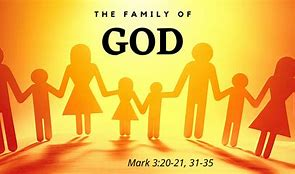 THE FAMILY OF
GOD
Mark 3:20-21, 31-35